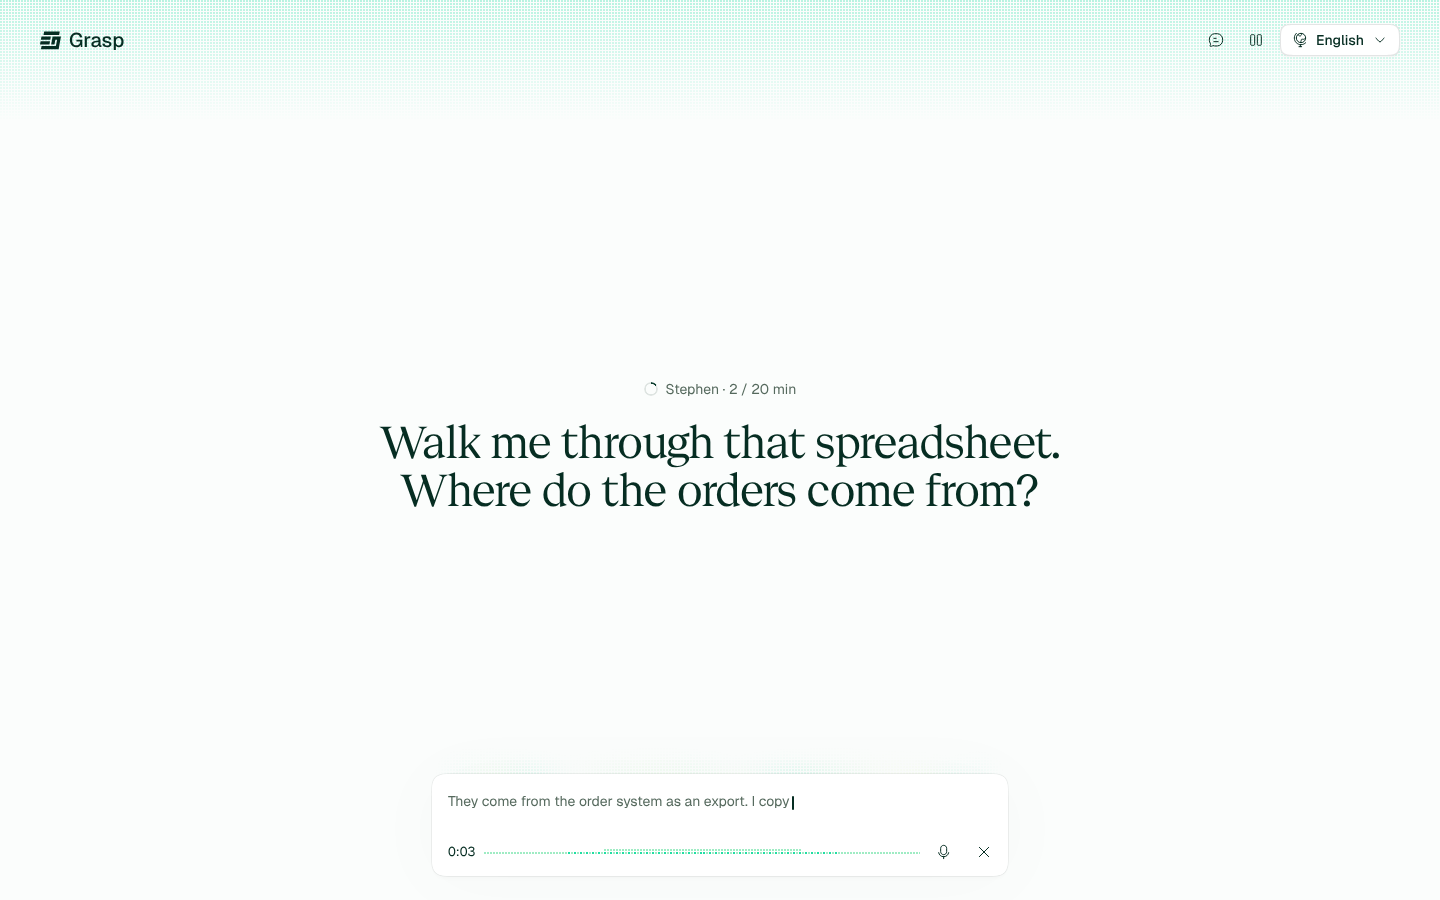 Grasp
English
Stephen · 2 / 20 min
Walk me through that spreadsheet.
Where do the orders come from?
They come from the order system as an export. I copy
0:03